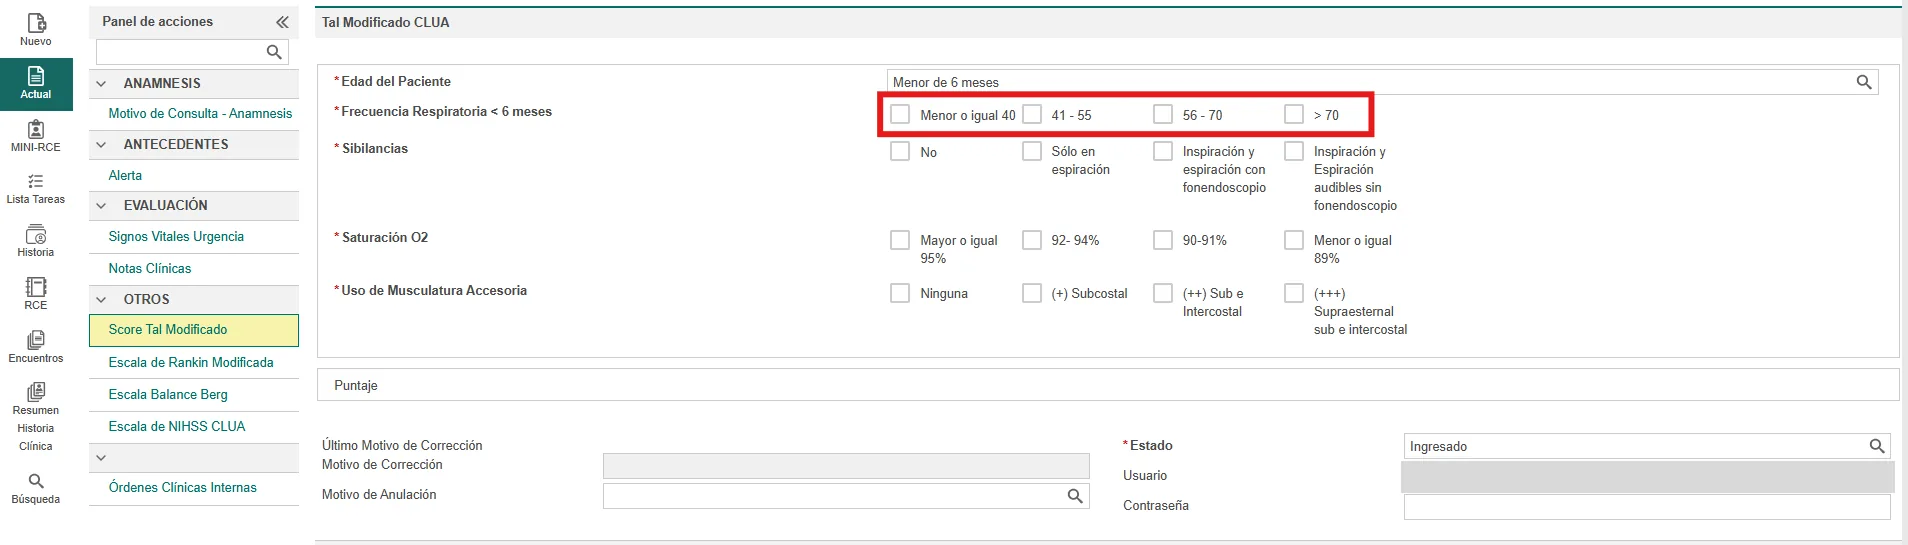 Nuevo
Actual
MINI-RCE
Lista Tareas
Historia
RCE
Encuentros
Resumen
Historia
Clínica
Búsqueda
Panel de acciones
ANAMNESIS
Motivo de Consulta - Anamnesis
ANTECEDENTES
Alerta
EVALUACIÓN
Signos Vitales Urgencia
Notas Clínicas
OTROS
Score Tal Modificado
Escala de Rankin Modificada
Escala Balance Berg
Escala de NIHSS CLUA
Órdenes Clínicas Internas
Tal Modificado CLUA
*Edad del Paciente
Menor de 6 meses
*Frecuencia Respiratoria < 6 meses
Menor o igual 40
41 - 55
56 - 70
> 70
*Sibilancias
No
Sólo en
espiración
Inspiración y
espiración con
fonendoscopio
Inspiración y
Espiración
audibles sin
fonendoscopio
*Saturación O2
Mayor o igual
95%
92- 94%
90-91%
Menor o igual
89%
*Uso de Musculatura Accesoria
Ninguna
(+) Subcostal
(++) Sub e
Intercostal
(+++)
Supraesternal
sub e intercostal
Puntaje
Último Motivo de Corrección
Motivo de Corrección
Motivo de Anulación
*Estado
Ingresado
Usuario
Contraseña